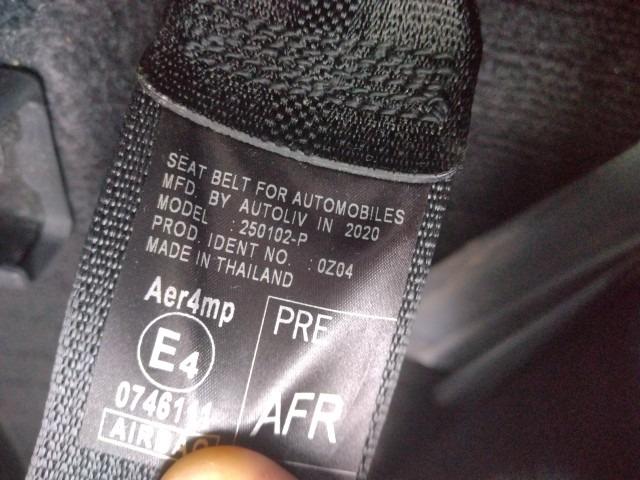 SEAT BELT FOR AUTOMOBILES
MFD. BY AUTOLIV IN 2020
MODEL : 250102-P
PROD. IDENT NO. : 0Z04
MADE IN THAILAND
Aer4mp
PRE
E4
AFR
AIRBAG